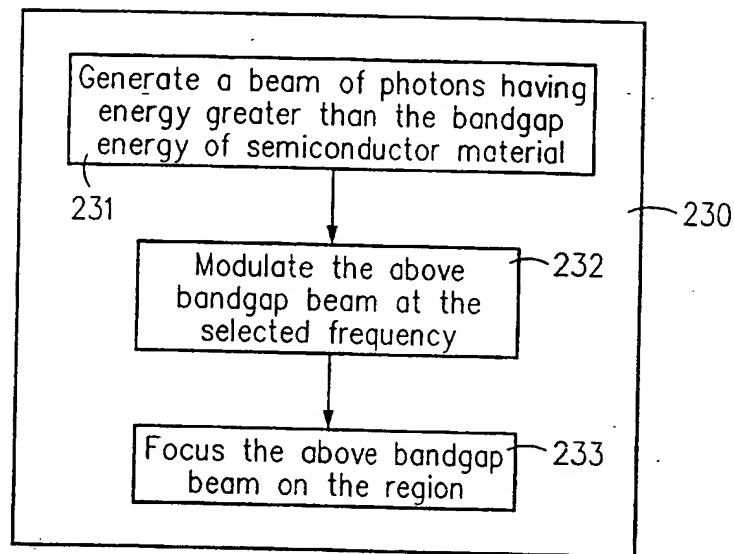 Generate a beam of photons having
energy greater than the bandgap
energy of semiconductor material
231
230
Modulate the above
bandgap beam at the
selected frequency
232
Focus the above bandgap
beam on the region
233